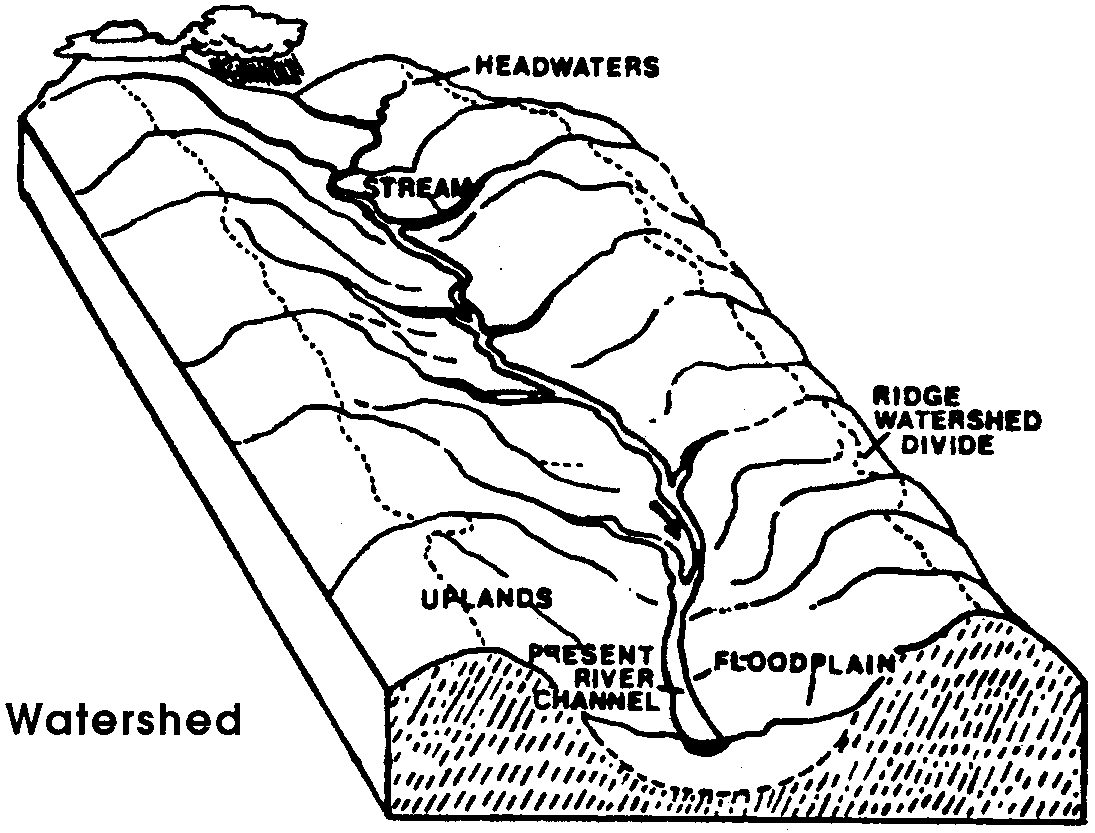 HEADWATERS
STREAM
RIDGE
WATERSHED
DIVIDE
UPLANDS
PRESENT
RIVER
CHANNEL
FLOODPLAIN
Watershed